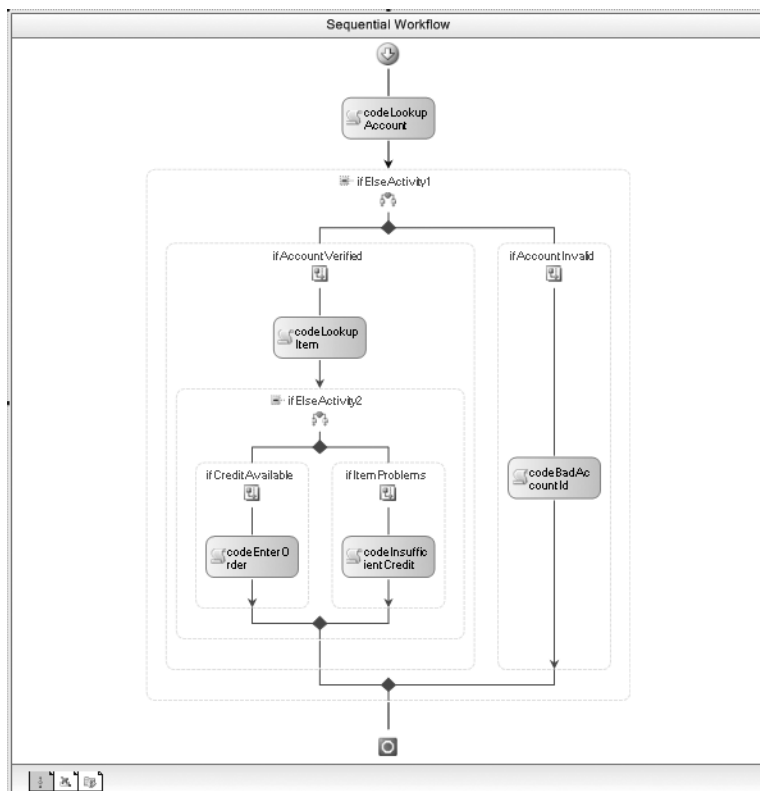 Sequential Workflow
codeLookup
Account
ifElseActivity1
ifAccountVerified
ifAccountInvalid
codeLookup
Item
ifElseActivity2
ifCreditAvailable
ifItemProblems
codeBadAc
countId
codeEnterO
rder
codeInsuffic
ientCredit